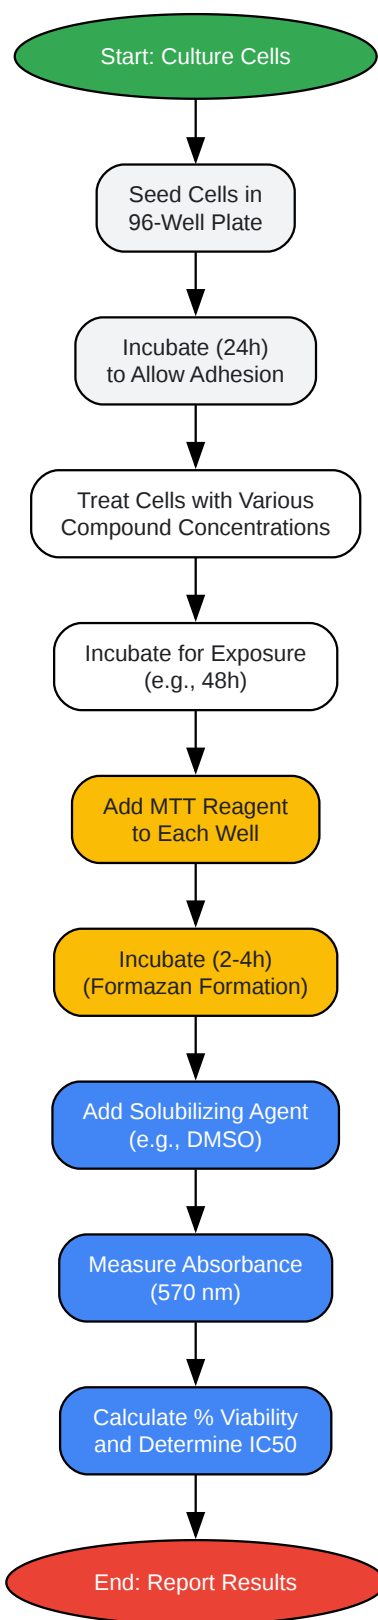 Start: Culture Cells
Seed Cells in
96-Well Plate
Incubate (24h)
to Allow Adhesion
Treat Cells with Various
Compound Concentrations
Incubate for Exposure
(e.g., 48h)
Add MTT Reagent
to Each Well
Incubate (2-4h)
(Formazan Formation)
Add Solubilizing Agent
(e.g., DMSO)
Measure Absorbance
(570 nm)
Calculate % Viability
and Determine IC50
End: Report Results